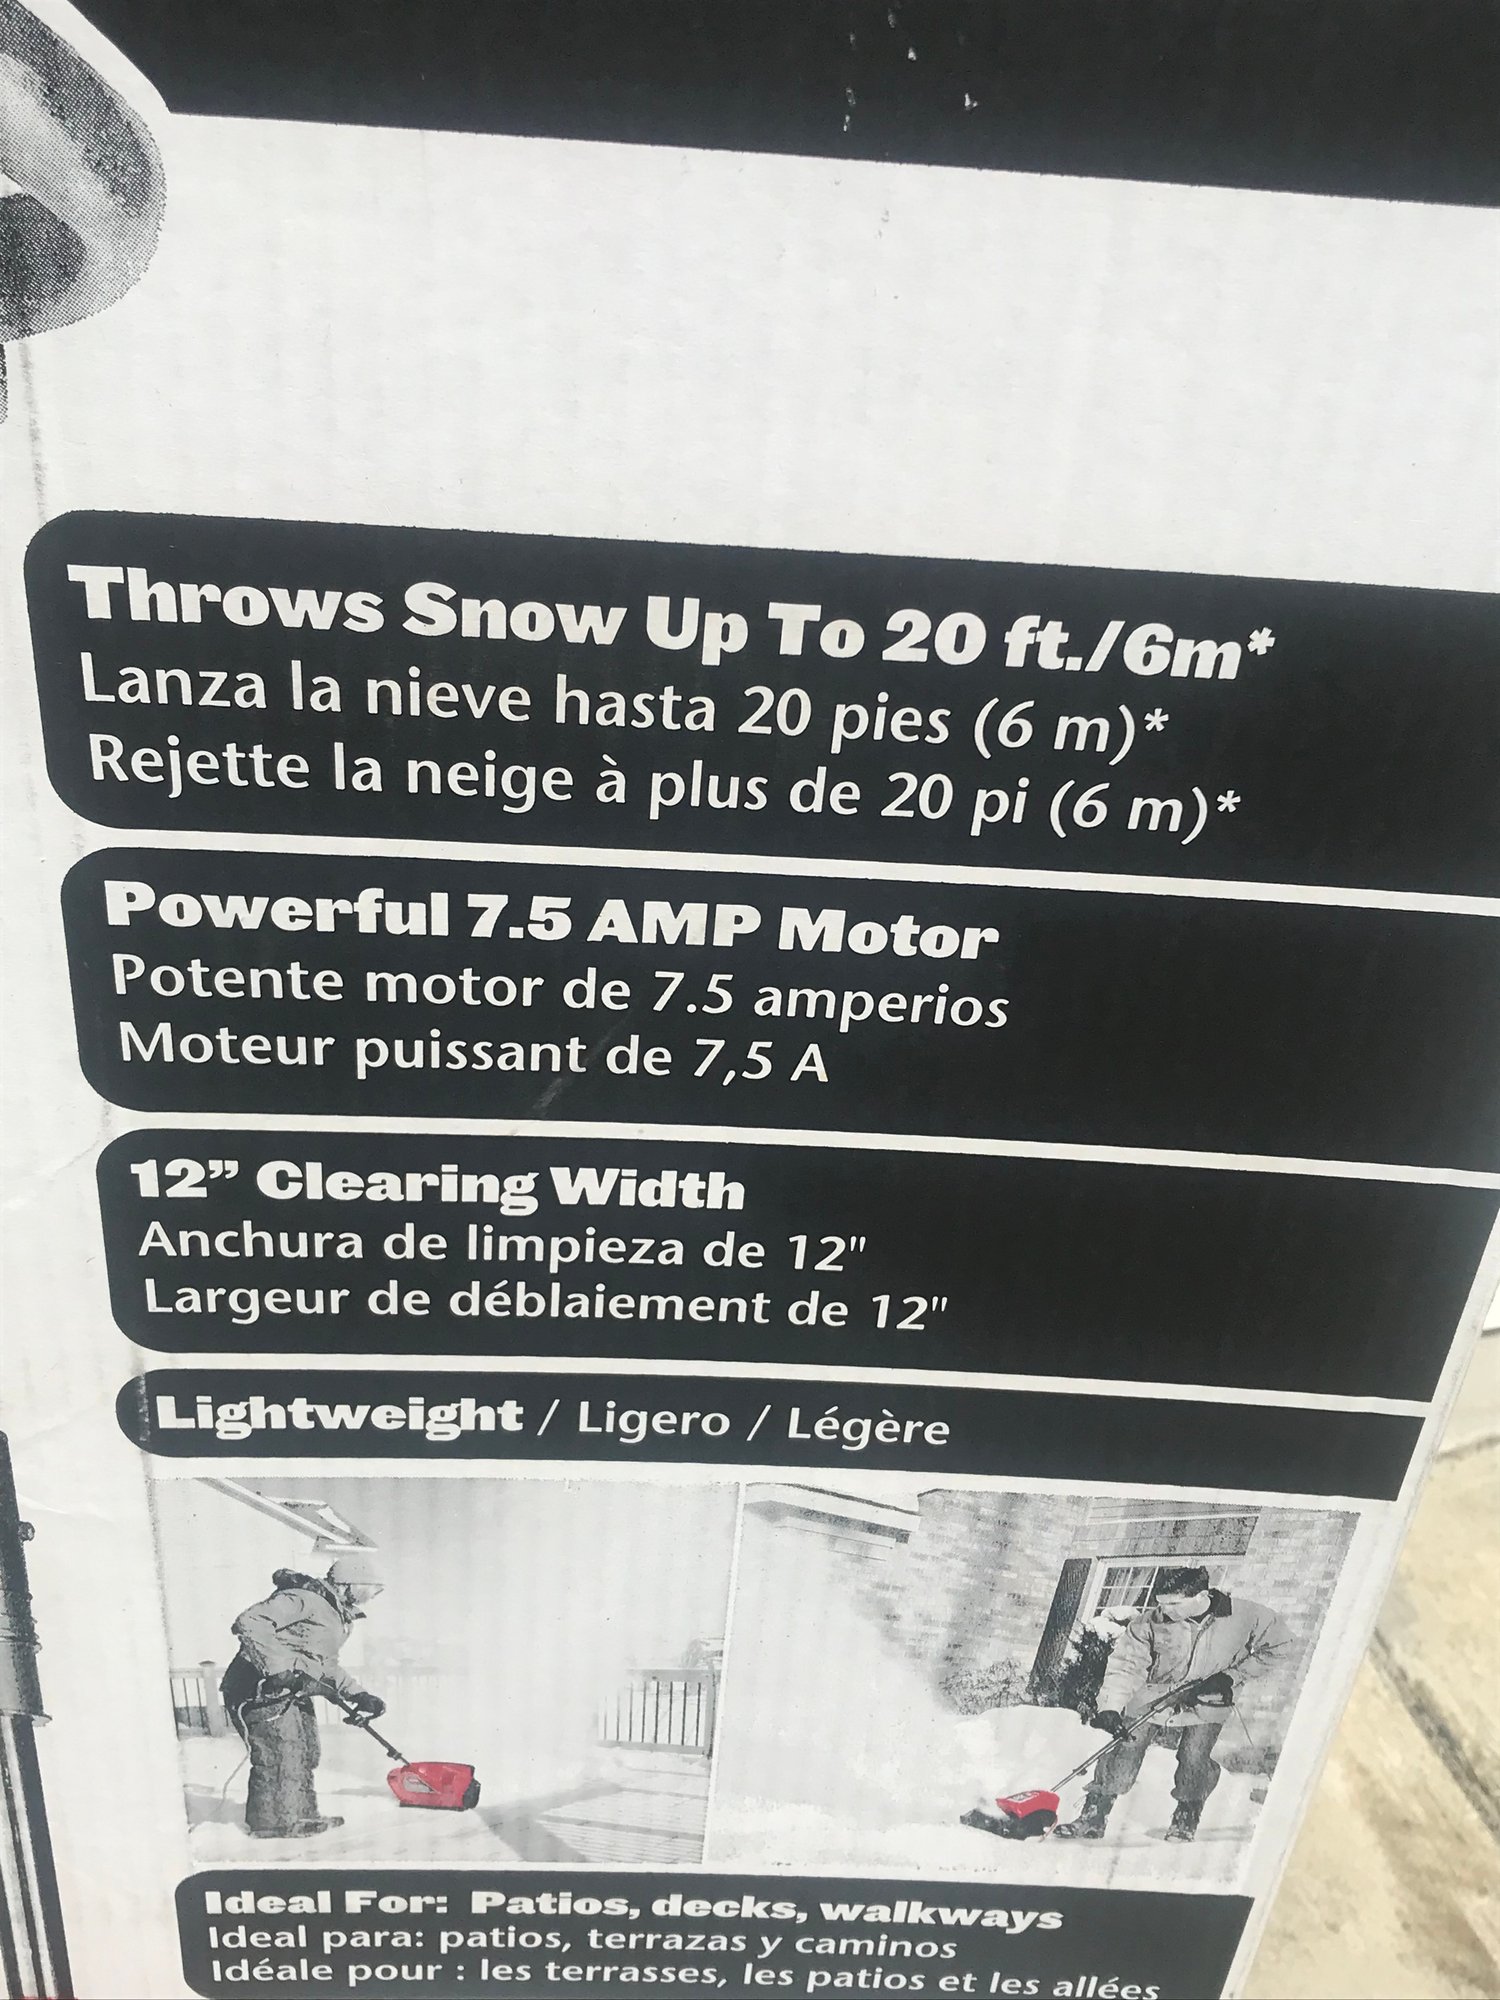 Throws Snow Up To 20 ft./6m*
Lanza la nieve hasta 20 pies (6 m)*
Rejette la neige à plus de 20 pi (6 m)*
Powerful 7.5 AMP Motor
Potente motor de 7.5 amperios
Moteur puissant de 7,5 A
12” Clearing Width
Anchura de limpieza de 12"
Largeur de déblaiement de 12"
Lightweight / Ligero / Légère
Ideal For: Patios, decks, walkways
Ideal para: patios, terrazas y caminos
Idéale pour : les terrasses, les patios et les allées